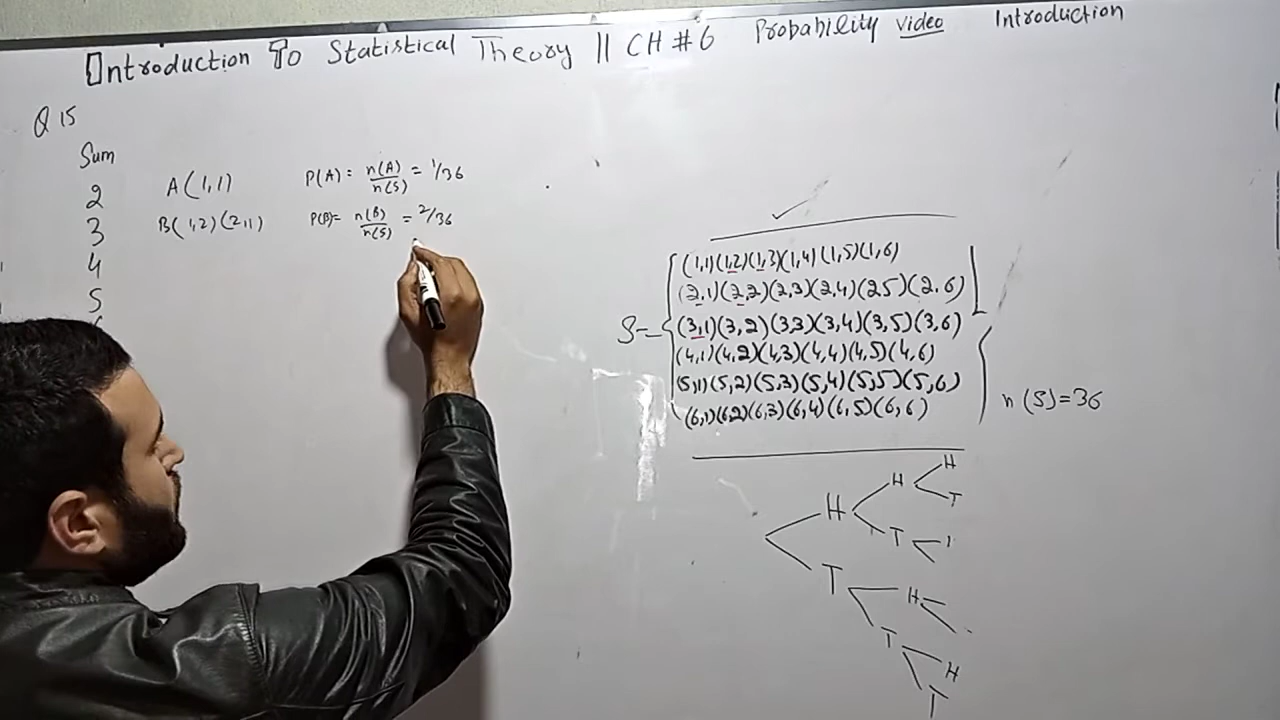 Introduction To Statistical Theory || CH # 6 Probability video Introduction
Q 15
Sum
2 A(1,1) P(A) = n(A)/n(S) = 1/36
3 B(1,2)(2,1) P(B)= n(B)/n(S) = 2/36
4
5
S= { (1,1)(1,2)(1,3)(1,4)(1,5)(1,6)
(2,1)(2,2)(2,3)(2,4)(25)(2.6)
(3,1)(3,2)(3,3)(3,4)(3,5)(3,6)
(4,1)(4,2)(4,3)(4,4)(4,5)(4,6)
(5,1)(5,2)(5,3)(5,4)(5,5)(5,6)
(6,1)(6,2)(6,3)(6,4)(6,5)(6,6) }
n(S)=36
H
H
T
H
T
T
H
T
H
T